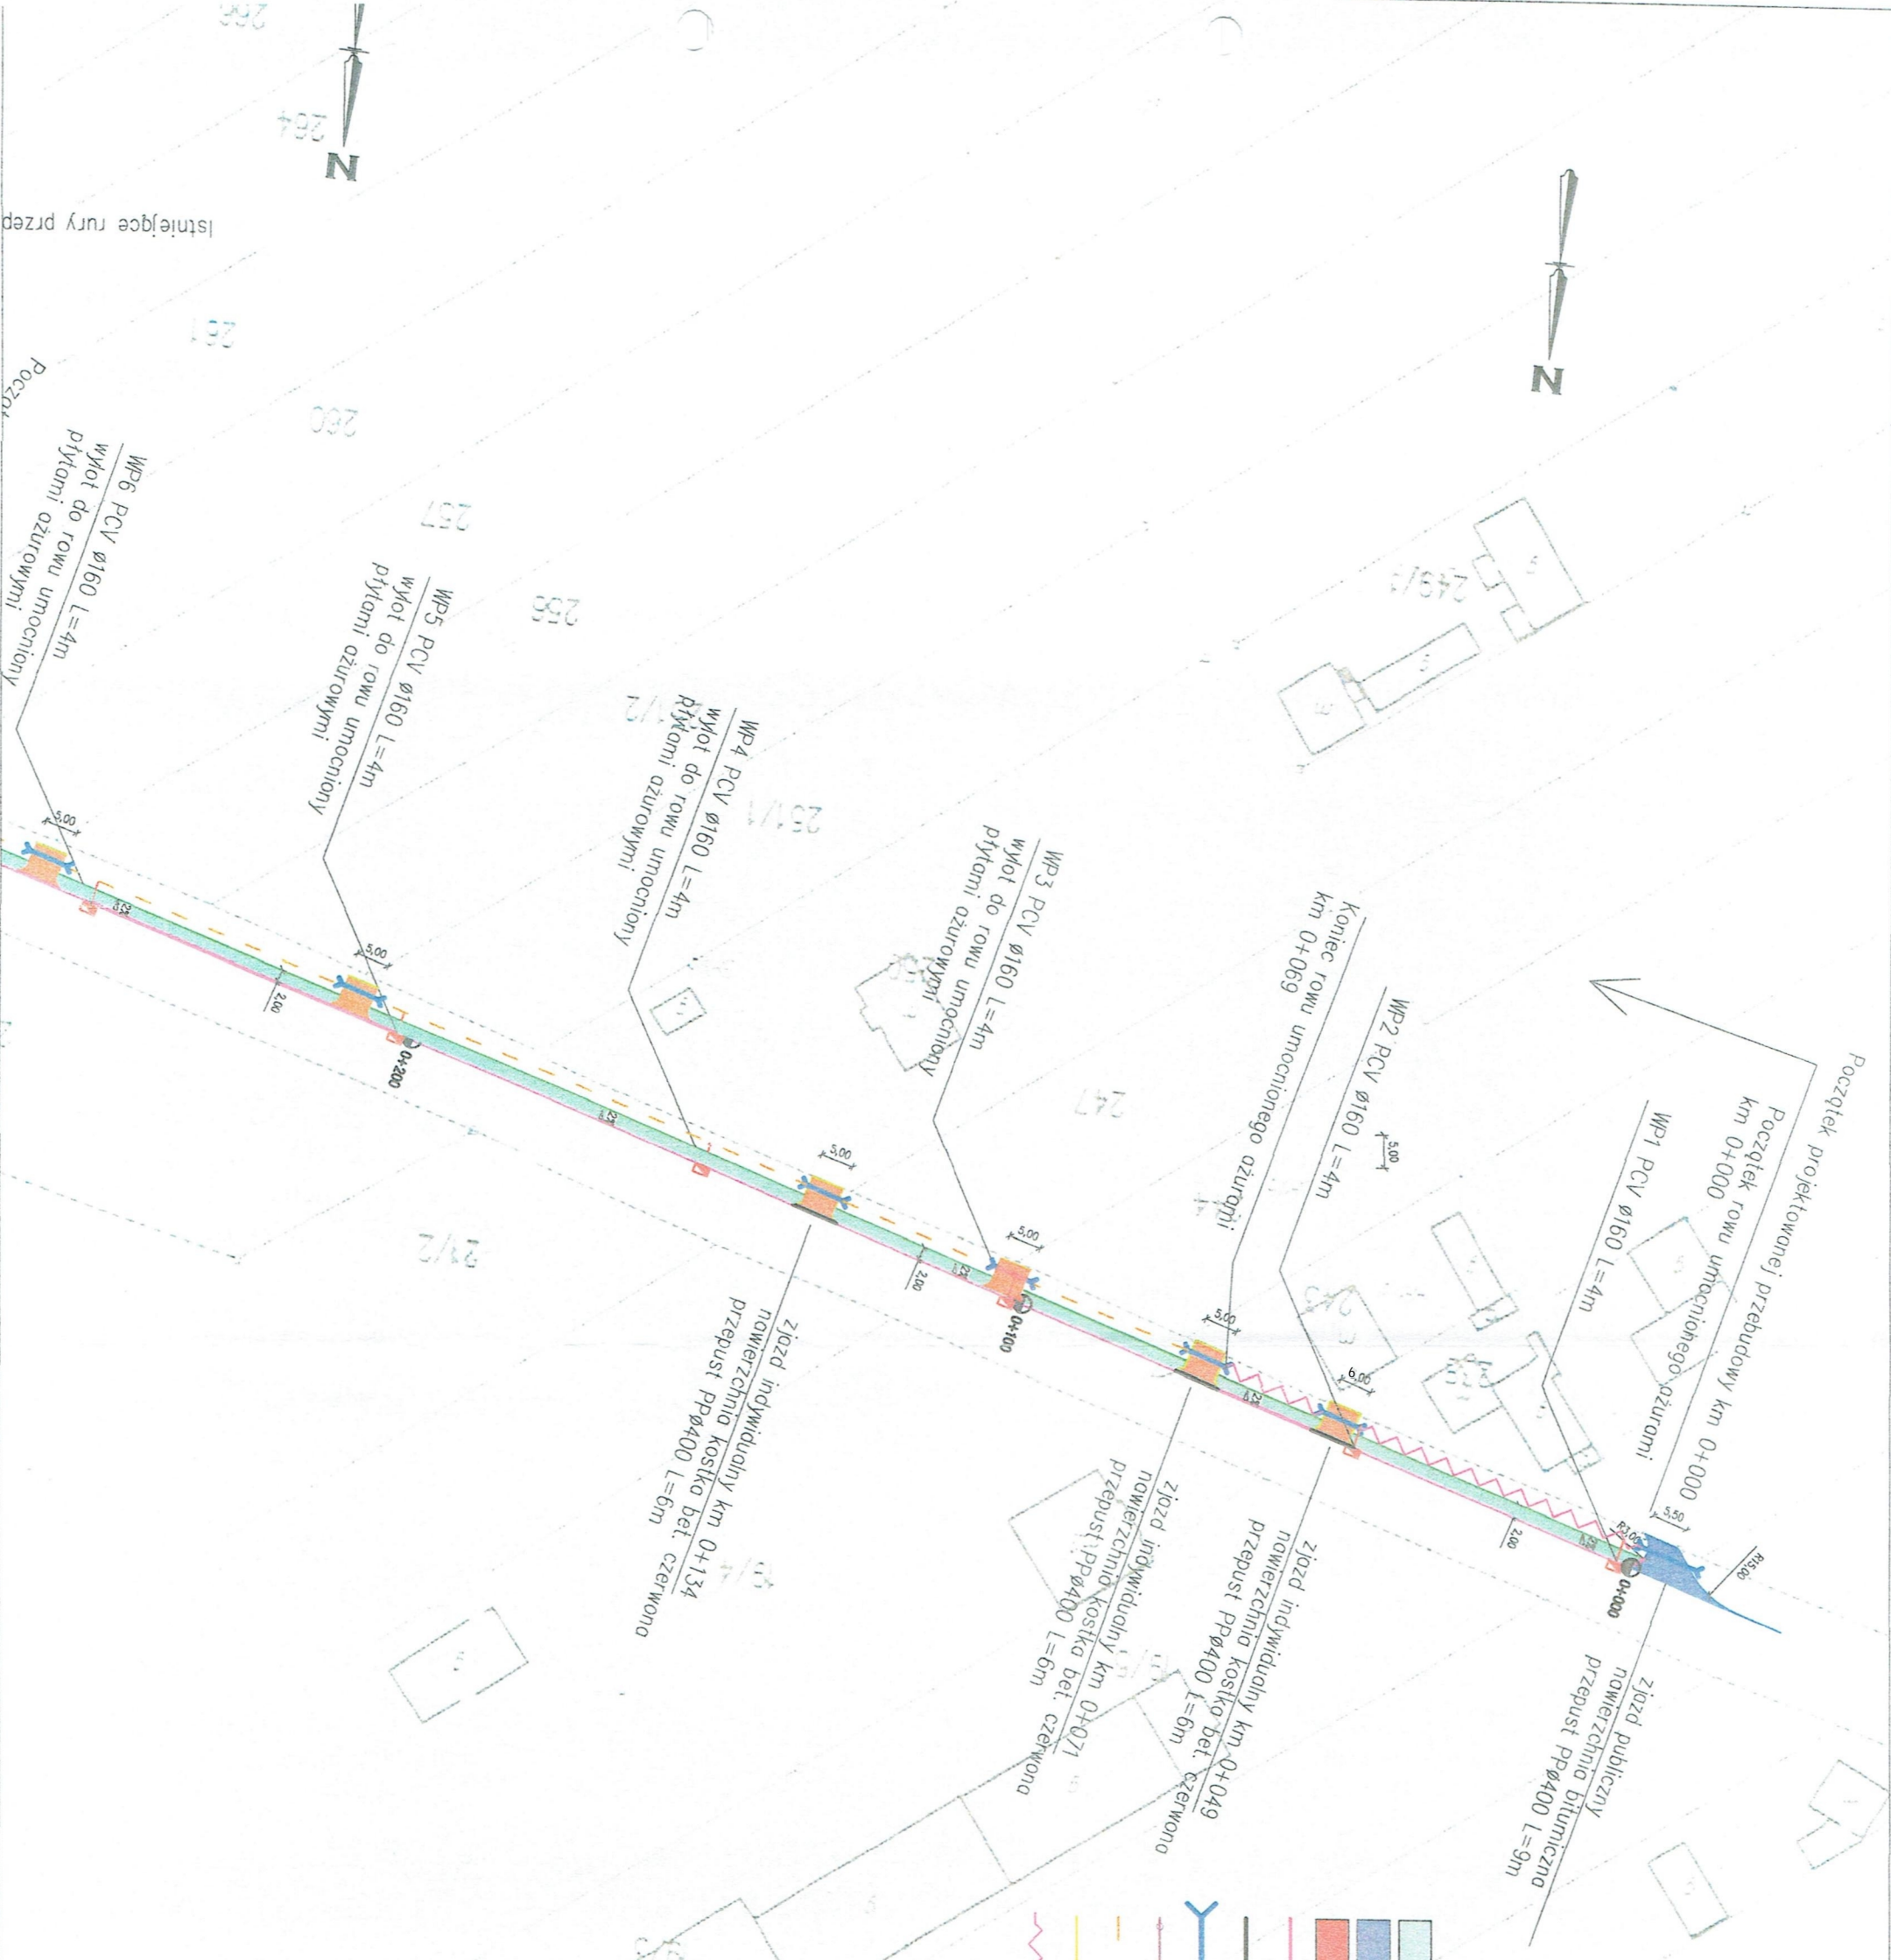 N
N
Istniejące rury przep
264
261
260
257
256
251/1
249/1
247
243
21/2
WP6 PCV ø160 L=4m
wylot do rowu umocniony
płytami ażurowymi
WP5 PCV ø160 L=4m
wylot do rowu umocniony
płytami ażurowymi
WP4 PCV ø160 L=4m
wylot do rowu umocniony
płytami ażurowymi
WP3 PCV ø160 L=4m
wylot do rowu umocniony
płytami ażurowymi
Koniec rowu umocnionego ażurami
km 0+069
WP2 PCV ø160 L=4m
WP1 PCV ø160 L=4m
Początek projektowanej przebudowy km 0+000
Początek rowu umocnionego ażurami
km 0+000
5,00
5,00
5,00
5,00
5,00
5,00
6,00
5,50
R3,00
R15,00
2,00
2,00
2,00
0+200
0+100
0+000
zjazd indywidualny km 0+134
nawierzchnia kostka bet. czerwona
przepust PPø400 L=6m
zjazd indywidualny km 0+071
nawierzchnia kostka bet. czerwona
przepust PPø400 L=6m
zjazd indywidualny km 0+049
nawierzchnia kostka bet. czerwona
przepust PPø400 L=6m
zjazd publiczny
nawierzchnia bitumiczna
przepust PPø400 L=9m